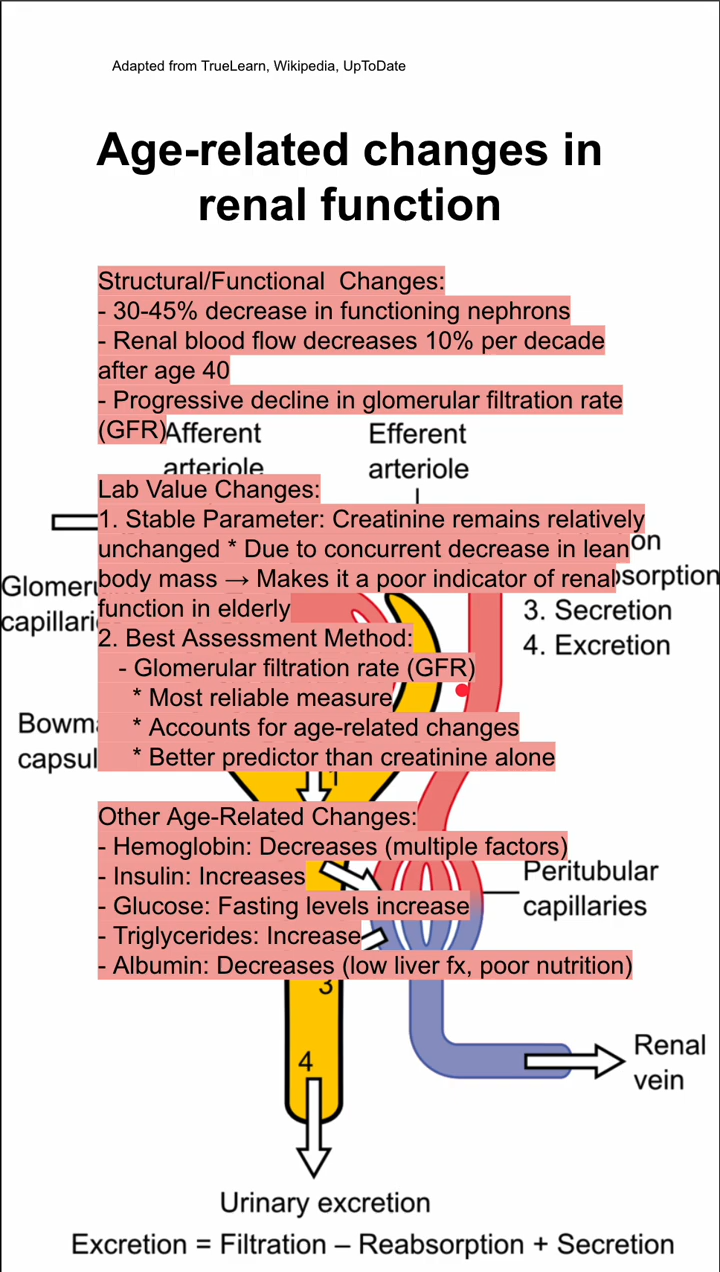 Adapted from TrueLearn, Wikipedia, UpToDate
Age-related changes in
renal function
Structural/Functional  Changes:
- 30-45% decrease in functioning nephrons
- Renal blood flow decreases 10% per decade
after age 40
- Progressive decline in glomerular filtration rate
(GFR)
Afferent
arteriole
Efferent
arteriole
Lab Value Changes:
1. Stable Parameter: Creatinine remains relatively
unchanged * Due to concurrent decrease in lean
body mass → Makes it a poor indicator of renal
function in elderly
2. Best Assessment Method:
- Glomerular filtration rate (GFR)
* Most reliable measure
* Accounts for age-related changes
* Better predictor than creatinine alone
3. Secretion
4. Excretion
1
Other Age-Related Changes:
- Hemoglobin: Decreases (multiple factors)
- Insulin: Increases
- Glucose: Fasting levels increase
- Triglycerides: Increase
- Albumin: Decreases (low liver fx, poor nutrition)
Peritubular
capillaries
3
4
Renal
vein
Urinary excretion
Excretion = Filtration – Reabsorption + Secretion